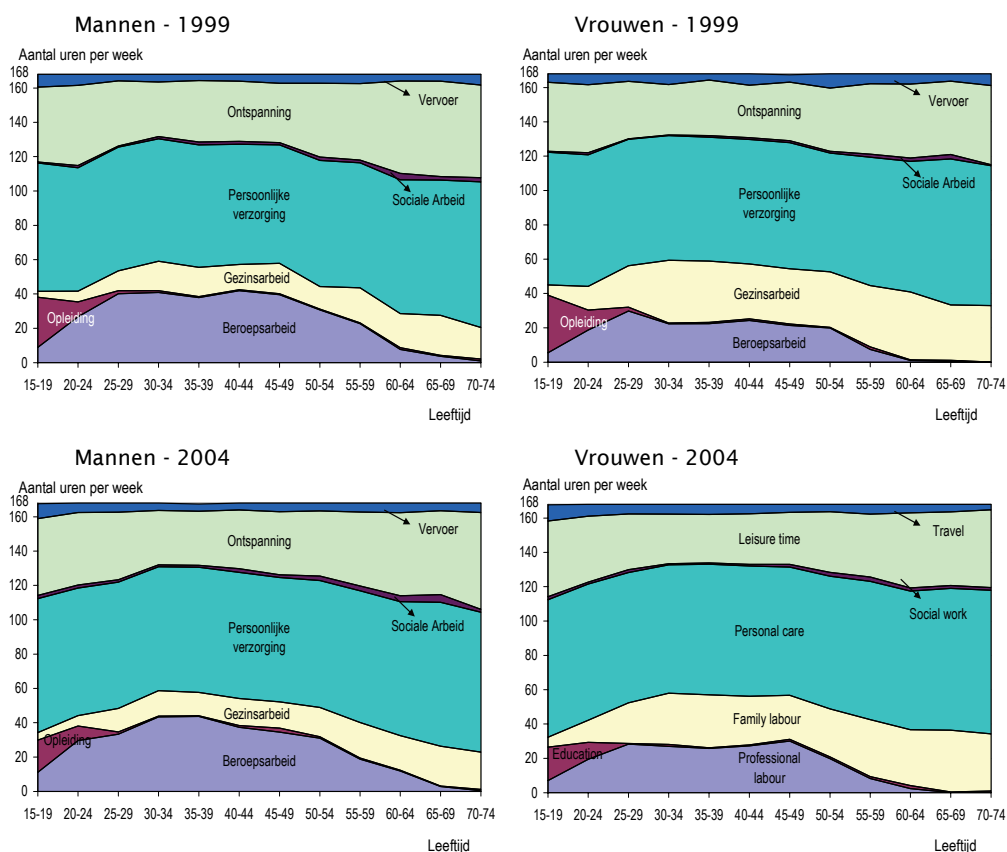 Mannen - 1999
Aantal uren per week
168
160
140
120
100
80
60
40
20
0
Vervoer
Ontspanning
Sociale Arbeid
Persoonlijke
verzorging
Gezinsarbeid
Opleiding
Beroepsarbeid
15-19 20-24 25-29 30-34 35-39 40-44 45-49 50-54 55-59 60-64 65-69 70-74
Leeftijd
Vrouwen - 1999
Aantal uren per week
168
160
140
120
100
80
60
40
20
0
Vervoer
Ontspanning
Sociale Arbeid
Persoonlijke
verzorging
Gezinsarbeid
Opleiding
Beroepsarbeid
15-19 20-24 25-29 30-34 35-39 40-44 45-49 50-54 55-59 60-64 65-69 70-74
Leeftijd
Mannen - 2004
Aantal uren per week
168
160
140
120
100
80
60
40
20
0
Vervoer
Ontspanning
Sociale Arbeid
Persoonlijke
verzorging
Gezinsarbeid
Opleiding
Beroepsarbeid
15-19 20-24 25-29 30-34 35-39 40-44 45-49 50-54 55-59 60-64 65-69 70-74
Leeftijd
Vrouwen - 2004
Aantal uren per week
168
160
140
120
100
80
60
40
20
0
Travel
Leisure time
Social work
Personal care
Family labour
Education
Professional
labour
15-19 20-24 25-29 30-34 35-39 40-44 45-49 50-54 55-59 60-64 65-69 70-74
Leeftijd